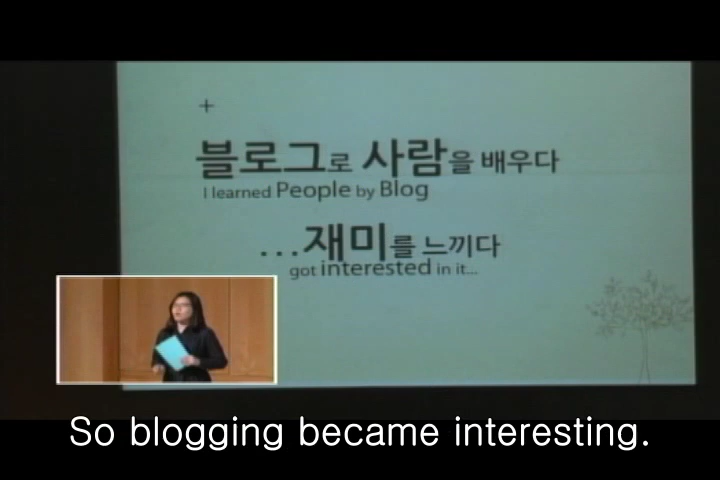 블로그로 사람을 배우다
I learned People by Blog
...재미를 느끼다
got interested in it...
So blogging became interesting.